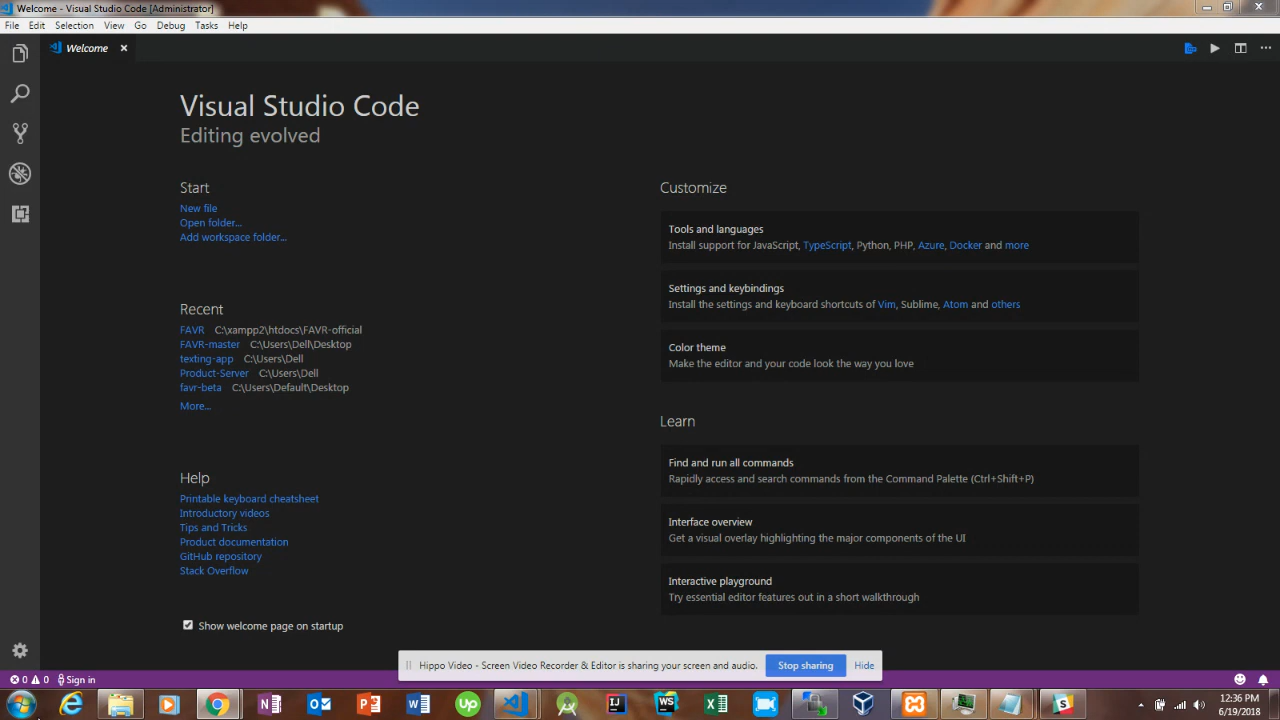 Welcome - Visual Studio Code [Administrator]
File Edit Selection View Go Debug Tasks Help
Welcome
Visual Studio Code
Editing evolved
Start
New file
Open folder...
Add workspace folder...
Recent
FAVR C:\xampp2\htdocs\FAVR-official
FAVR-master C:\Users\Dell\Desktop
texting-app C:\Users\Dell
Product-Server C:\Users\Dell
favr-beta C:\Users\Default\Desktop
More...
Help
Printable keyboard cheatsheet
Introductory videos
Tips and Tricks
Product documentation
GitHub repository
Stack Overflow
Show welcome page on startup
Customize
Tools and languages
Install support for JavaScript, TypeScript, Python, PHP, Azure, Docker and more
Settings and keybindings
Install the settings and keyboard shortcuts of Vim, Sublime, Atom and others
Color theme
Make the editor and your code look the way you love
Learn
Find and run all commands
Rapidly access and search commands from the Command Palette (Ctrl+Shift+P)
Interface overview
Get a visual overlay highlighting the major components of the UI
Interactive playground
Try essential editor features out in a short walkthrough
Hippo Video - Screen Video Recorder & Editor is sharing your screen and audio. Stop sharing Hide
0 0 Sign in
12:36 PM
6/19/2018